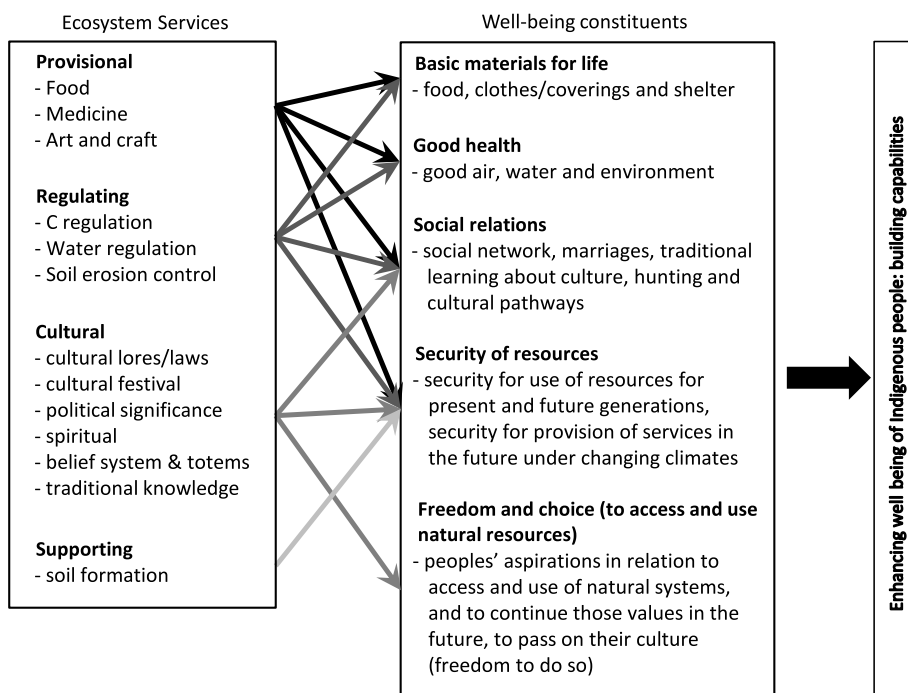 Ecosystem Services
Provisional
- Food
- Medicine
- Art and craft
Regulating
- C regulation
- Water regulation
- Soil erosion control
Cultural
- cultural lores/laws
- cultural festival
- political significance
- spiritual
- belief system & totems
- traditional knowledge
Supporting
- soil formation
Well-being constituents
Basic materials for life
- food, clothes/coverings and shelter
Good health
- good air, water and environment
Social relations
- social network, marriages, traditional
learning about culture, hunting and
cultural pathways
Security of resources
- security for use of resources for
present and future generations,
security for provision of services in
the future under changing climates
Freedom and choice (to access and use
natural resources)
- peoples’ aspirations in relation to
access and use of natural systems,
and to continue those values in the
future, to pass on their culture
(freedom to do so)
Enhancing well being of Indigenous people: building capabilities